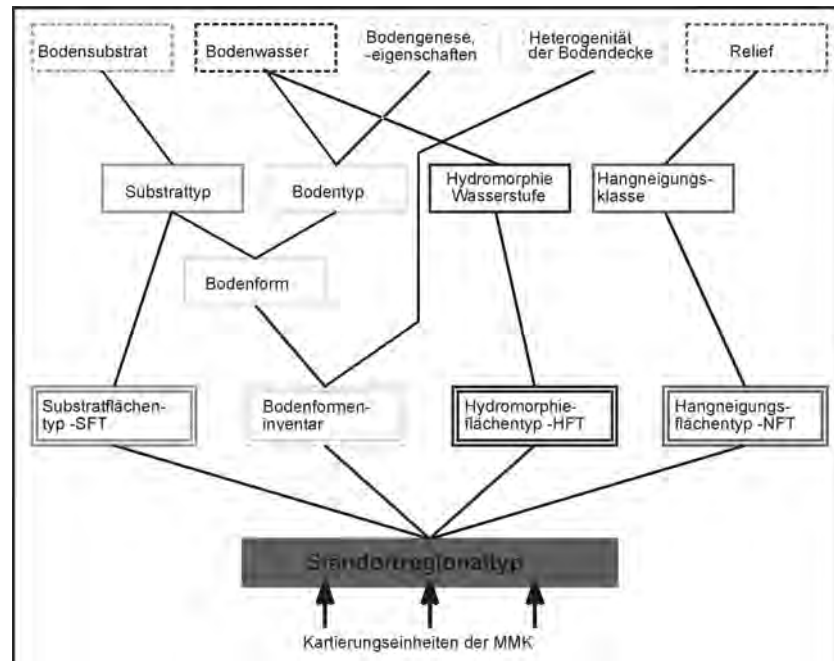 Bodensubstrat
Bodenwasser
Bodengenese,
-eigenschaften
Heterogenität
der Bodendecke
Relief
Substrattyp
Bodentyp
Hydromorphie
Wasserstufe
Hangneigungs-
klasse
Bodenform
Substratflächen-
typ -SFT
Bodenformen-
inventar
Hydromorphie-
flächentyp -HFT
Hangneigungs-
flächentyp -NFT
Standortregionaltyp
Kartierungseinheiten der MMK